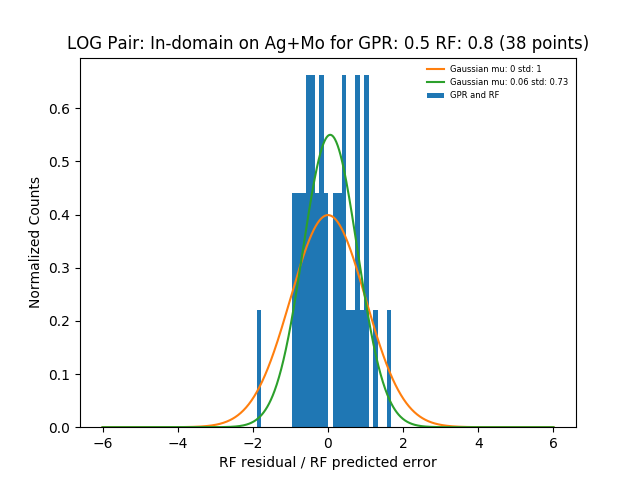 LOG Pair: In-domain on Ag+Mo for GPR: 0.5 RF: 0.8 (38 points)
Gaussian mu: 0 std: 1
Gaussian mu: 0.06 std: 0.73
GPR and RF
Normalized Counts
0.6
0.5
0.4
0.3
0.2
0.1
0.0
−6 −4 −2 0 2 4 6
RF residual / RF predicted error